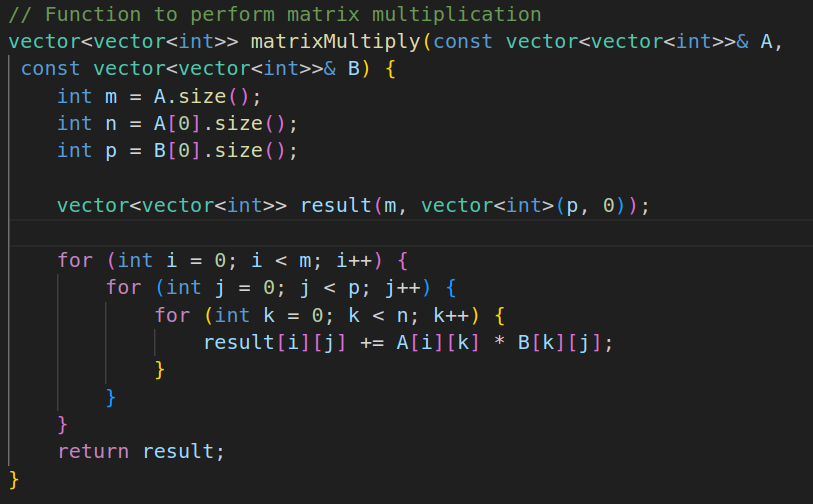 // Function to perform matrix multiplication
vector<vector<int>> matrixMultiply(const vector<vector<int>>& A,
 const vector<vector<int>>& B) {
    int m = A.size();
    int n = A[0].size();
    int p = B[0].size();

    vector<vector<int>> result(m, vector<int>(p, 0));

    for (int i = 0; i < m; i++) {
        for (int j = 0; j < p; j++) {
            for (int k = 0; k < n; k++) {
                result[i][j] += A[i][k] * B[k][j];
            }
        }
    }
    return result;
}